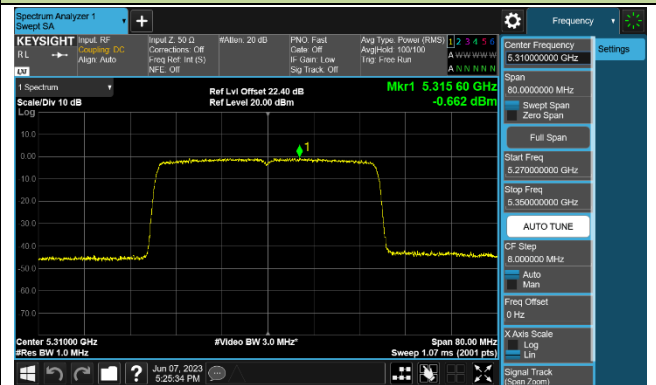 Spectrum Analyzer 1
Swept SA
+
Frequency
KEYSIGHT
RL
LXI
Input: RF
Coupling: DC
Align: Auto
Input Z: 50 Ω
Corrections: Off
Freq Ref: Int (S)
NFE: Off
#Atten: 20 dB
PNO: Fast
Gate: Off
IF Gain: Low
Sig Track: Off
Avg Type: Power (RMS)
Avg|Hold: 100/100
Trig: Free Run
1 2 3 4 5 6
A W W W W W
A N N N N N
1 Spectrum
Scale/Div 10 dB
Log
Ref Lvl Offset 22.40 dB
Ref Level 20.00 dBm
Mkr1 5.315 60 GHz
-0.662 dBm
1
10.0
0.00
-10.0
-20.0
-30.0
-40.0
-50.0
-60.0
-70.0
Center 5.31000 GHz
#Res BW 1.0 MHz
#Video BW 3.0 MHz*
Span 80.00 MHz
Sweep 1.07 ms (2001 pts)
Center Frequency
5.310000000 GHz
Settings
Span
80.0000000 MHz
Swept Span
Zero Span
Full Span
Start Freq
5.270000000 GHz
Stop Freq
5.350000000 GHz
AUTO TUNE
CF Step
8.000000 MHz
Auto
Man
Freq Offset
0 Hz
X Axis Scale
Log
Lin
Signal Track
(Span Zoom)
?
Jun 07, 2023
5:25:34 PM